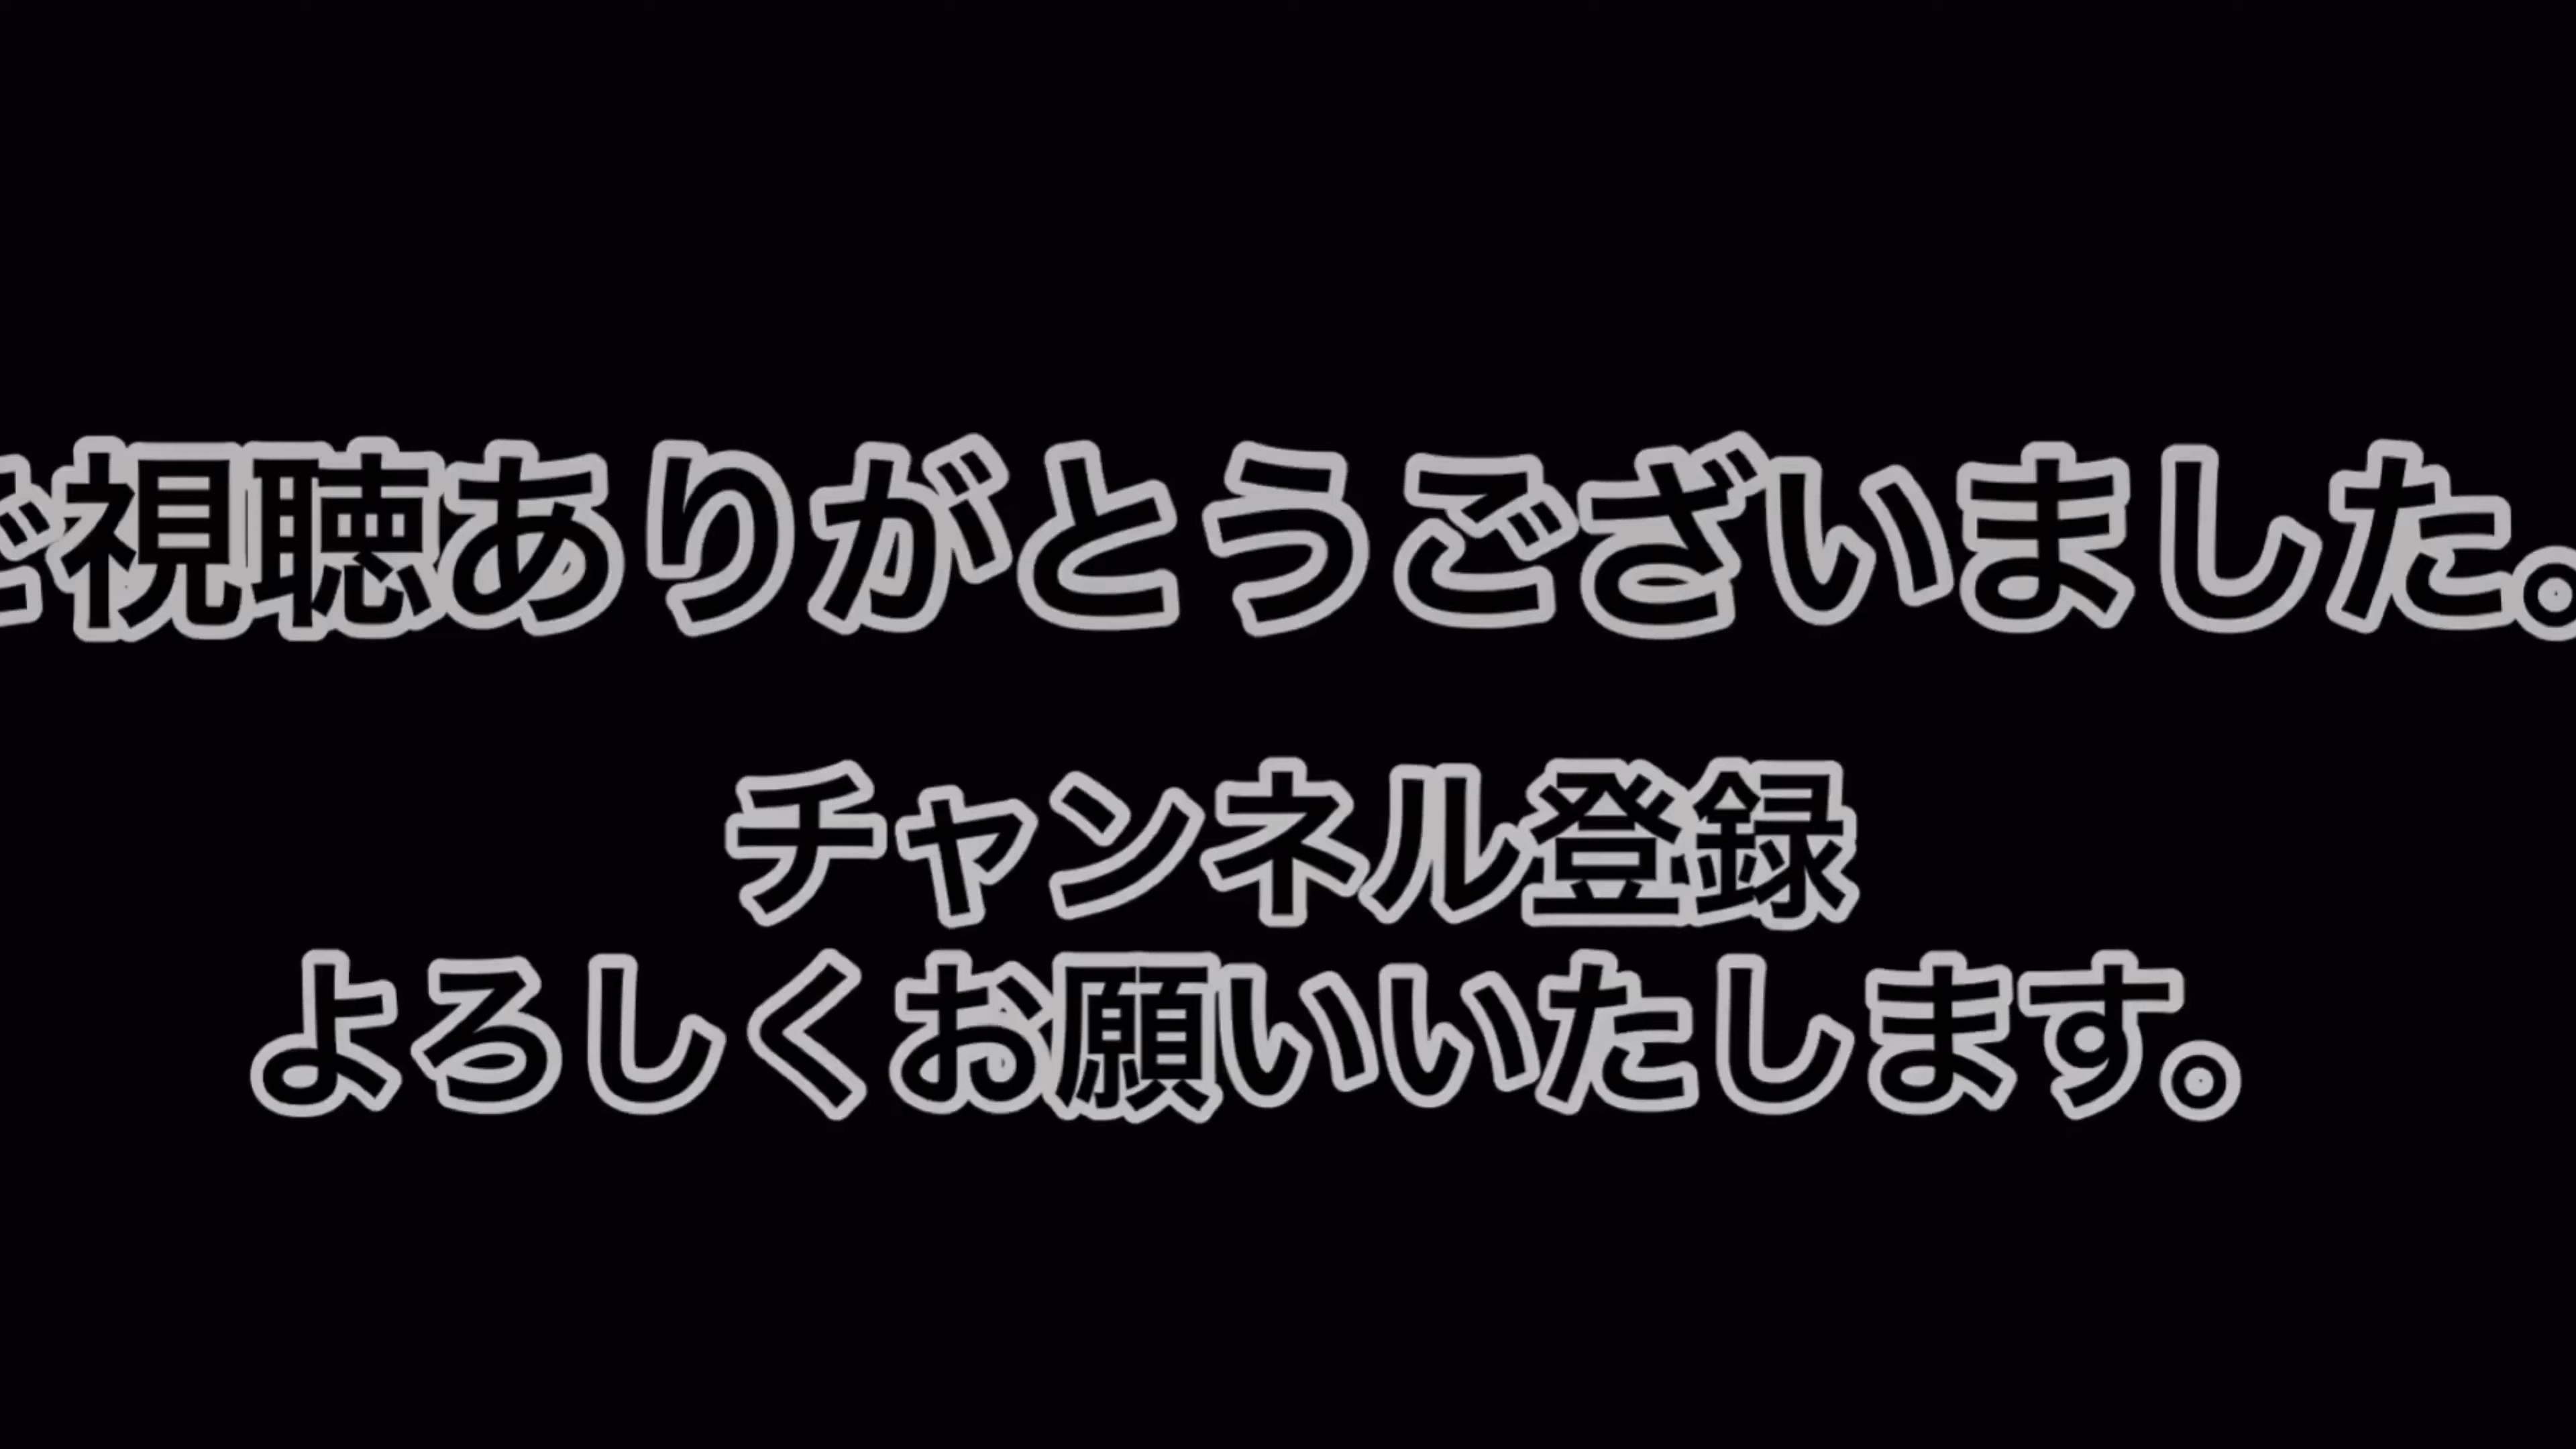 ご視聴ありがとうございました。
チャンネル登録
よろしくお願いいたします。